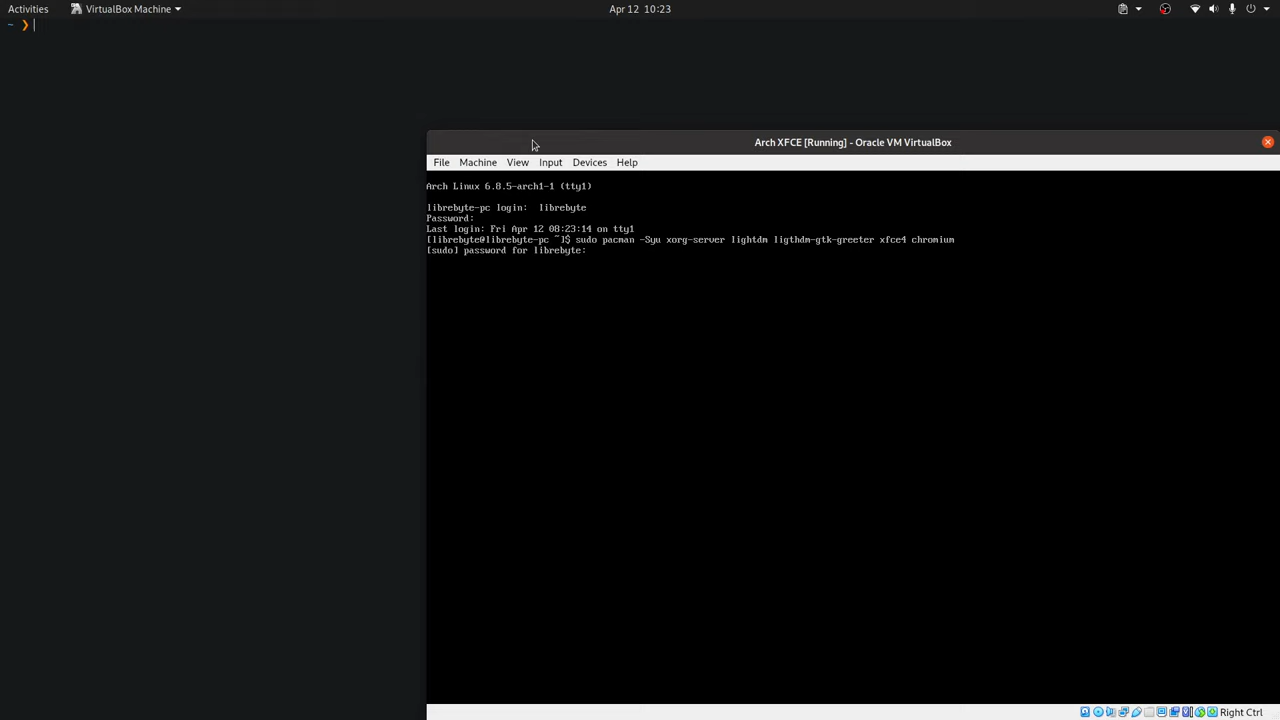 Activities VirtualBox Machine Apr 12 10:23
~ ❯
Arch XFCE [Running] - Oracle VM VirtualBox
File Machine View Input Devices Help
Arch Linux 6.8.5-arch1-1 (tty1)
librebyte-pc login: librebyte
Password:
Last login: Fri Apr 12 08:23:14 on tty1
[librebyte@librebyte-pc ~]$ sudo pacman -Syu xorg-server lightdm ligthdm-gtk-greeter xfce4 chromium
[sudo] password for librebyte:
Right Ctrl